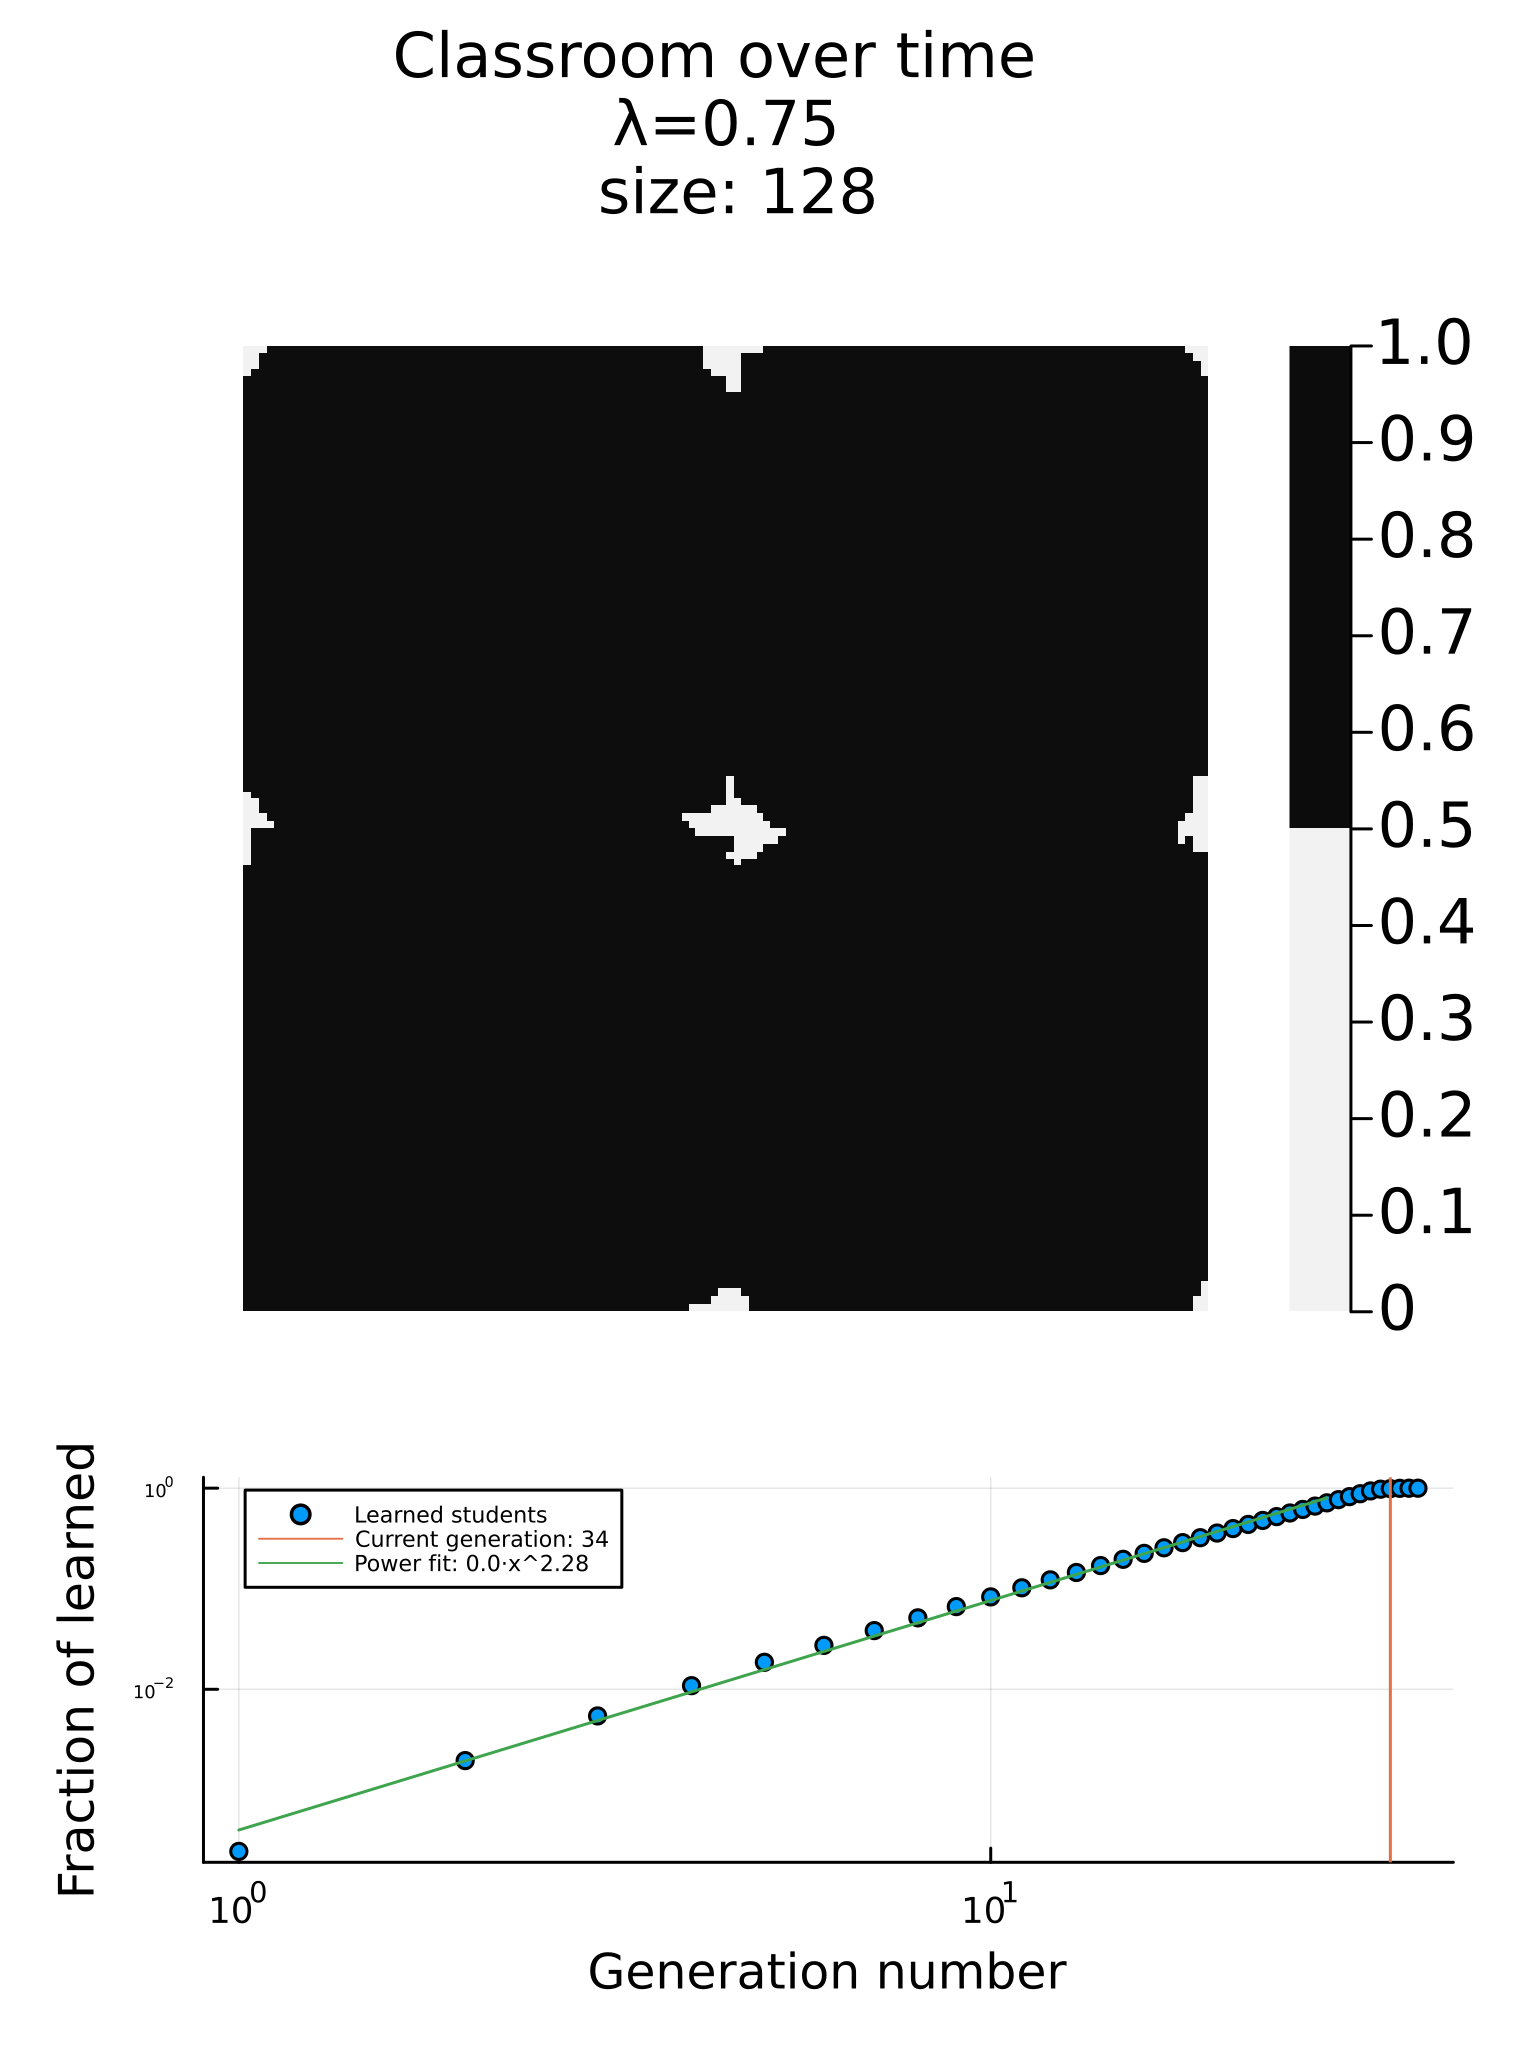 Classroom over time
λ=0.75
size: 128
1.0
0.9
0.8
0.7
0.6
0.5
0.4
0.3
0.2
0.1
0
Fraction of learned
10^0
10^−2
Learned students
Current generation: 34
Power fit: 0.0·x^2.28
10^0
10^1
Generation number